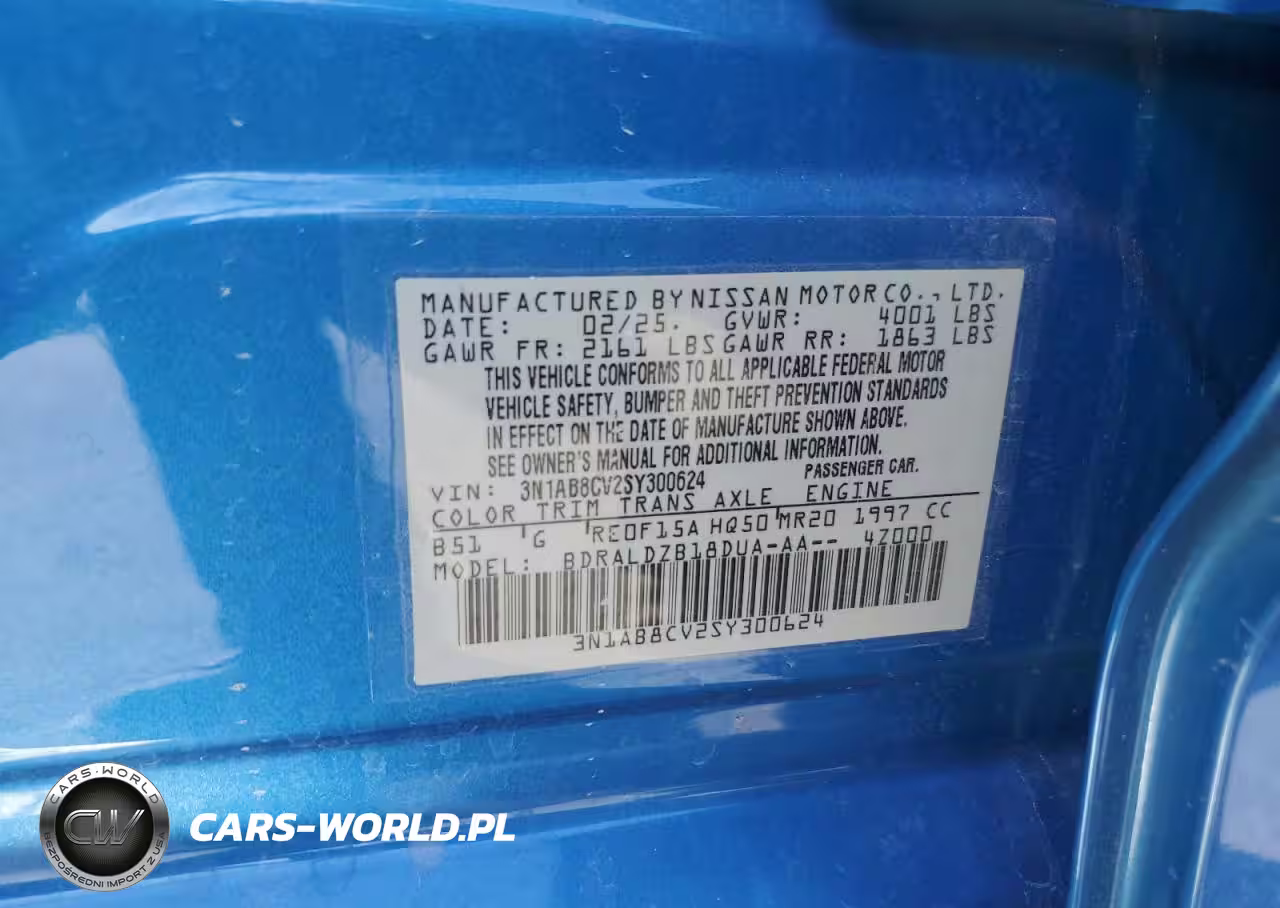 MANUFACTURED BY NISSAN MOTOR CO., LTD.
DATE: 02/25. GVWR: 4001 LBS
GAWR FR: 2161 LBS GAWR RR: 1863 LBS
THIS VEHICLE CONFORMS TO ALL APPLICABLE FEDERAL MOTOR
VEHICLE SAFETY, BUMPER AND THEFT PREVENTION STANDARDS
IN EFFECT ON THE DATE OF MANUFACTURE SHOWN ABOVE.
SEE OWNER'S MANUAL FOR ADDITIONAL INFORMATION.
VIN: 3N1AB8CV2SY300624 PASSENGER CAR.
COLOR TRIM TRANS AXLE ENGINE
B51 G RE0F15A HQ50 MR20 1997 CC
MODEL: BDRALDZB18DUA-AA-- 4Z000
3N1AB8CV2SY300624
CARS-WORLD
CW
BEZPOŚREDNI IMPORT Z USA
CARS-WORLD.PL